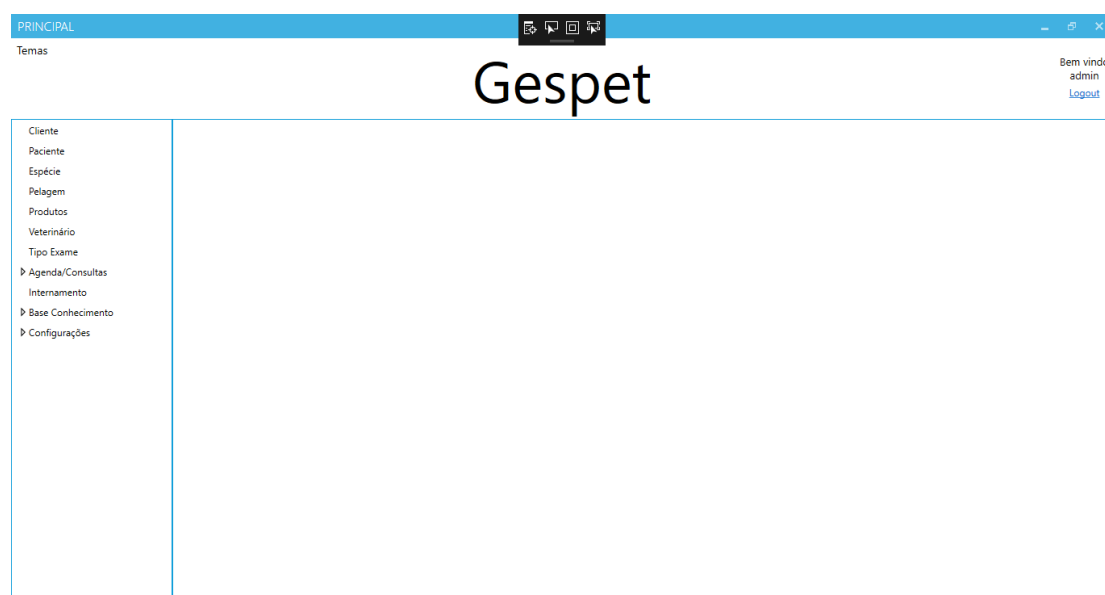 PRINCIPAL
Temas
Gespet
Bem vindo
admin
Logout
Cliente
Paciente
Espécie
Pelagem
Produtos
Veterinário
Tipo Exame
Agenda/Consultas
Internamento
Base Conhecimento
Configurações